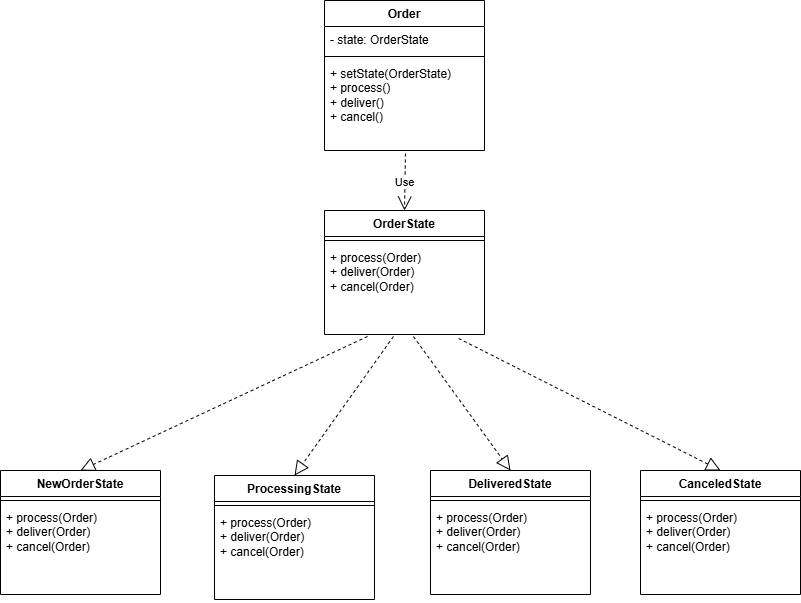 Order
- state: OrderState
+ setState(OrderState)
+ process()
+ deliver()
+ cancel()
Use
OrderState
+ process(Order)
+ deliver(Order)
+ cancel(Order)
NewOrderState
+ process(Order)
+ deliver(Order)
+ cancel(Order)
ProcessingState
+ process(Order)
+ deliver(Order)
+ cancel(Order)
DeliveredState
+ process(Order)
+ deliver(Order)
+ cancel(Order)
CanceledState
+ process(Order)
+ deliver(Order)
+ cancel(Order)